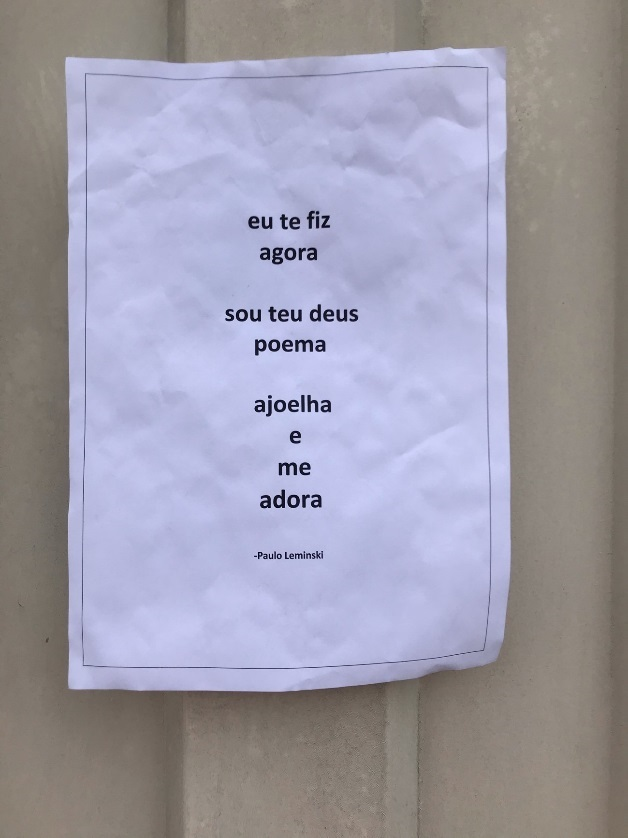 eu te fiz
agora
sou teu deus
poema
ajoelha
e
me
adora
-Paulo Leminski